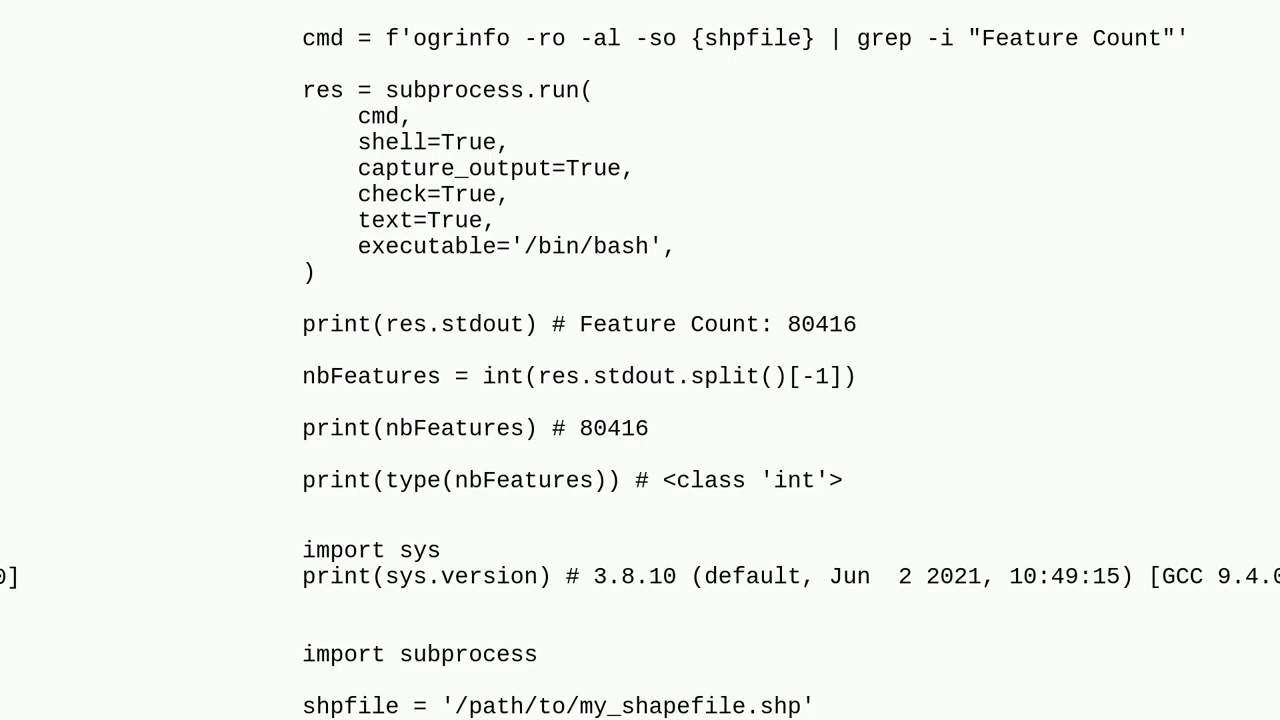 cmd = f'ogrinfo -ro -al -so {shpfile} | grep -i "Feature Count"'
res = subprocess.run(
    cmd,
    shell=True,
    capture_output=True,
    check=True,
    text=True,
    executable='/bin/bash',
)
print(res.stdout) # Feature Count: 80416
nbFeatures = int(res.stdout.split()[-1])
print(nbFeatures) # 80416
print(type(nbFeatures)) # <class 'int'>
import sys
0]
print(sys.version) # 3.8.10 (default, Jun  2 2021, 10:49:15) [GCC 9.4.0
import subprocess
shpfile = '/path/to/my_shapefile.shp'